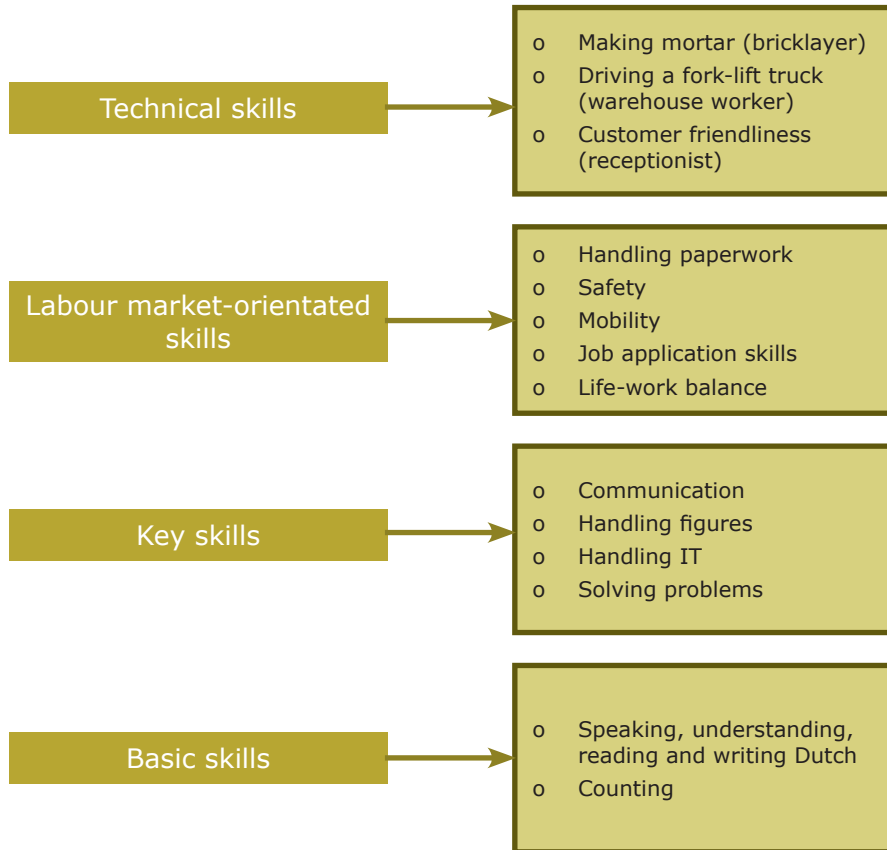 Technical skills
o Making mortar (bricklayer)
o Driving a fork-lift truck
(warehouse worker)
o Customer friendliness
(receptionist)
Labour market-orientated
skills
o Handling paperwork
o Safety
o Mobility
o Job application skills
o Life-work balance
Key skills
o Communication
o Handling figures
o Handling IT
o Solving problems
Basic skills
o Speaking, understanding,
reading and writing Dutch
o Counting